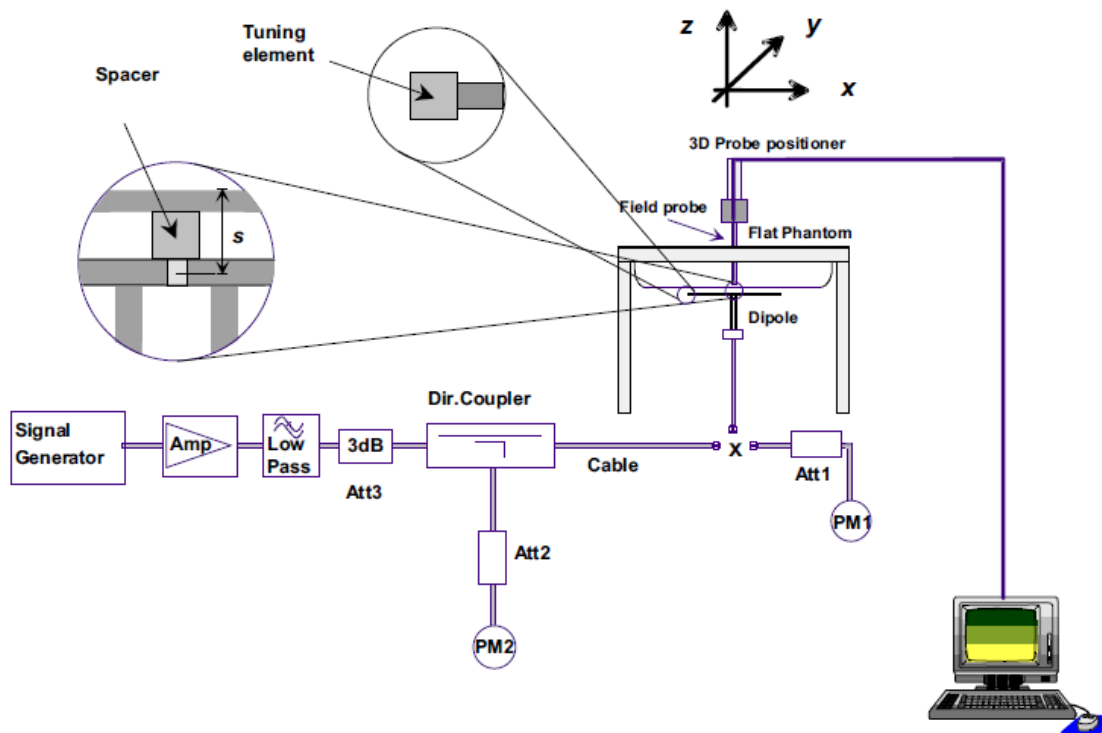 Tuning
element
Spacer
z
y
x
3D Probe positioner
s
Field probe
Flat Phantom
Dipole
Dir.Coupler
Signal
Generator
Amp
Low
Pass
3dB
Cable
X
Att1
Att3
PM1
Att2
PM2